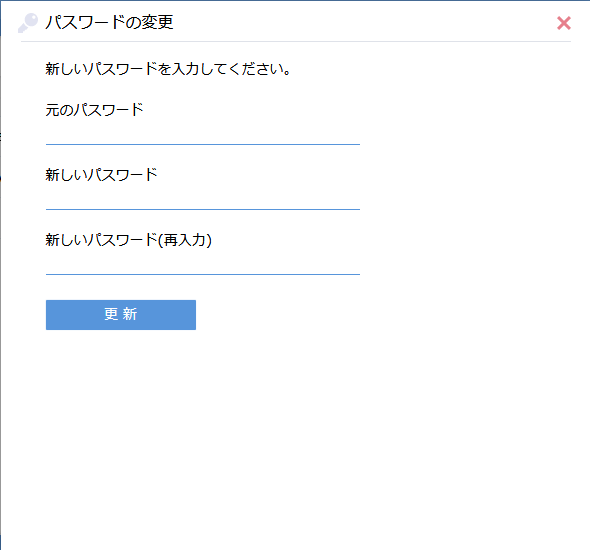 パスワードの変更
新しいパスワードを入力してください。
元のパスワード
新しいパスワード
新しいパスワード(再入力)
更 新